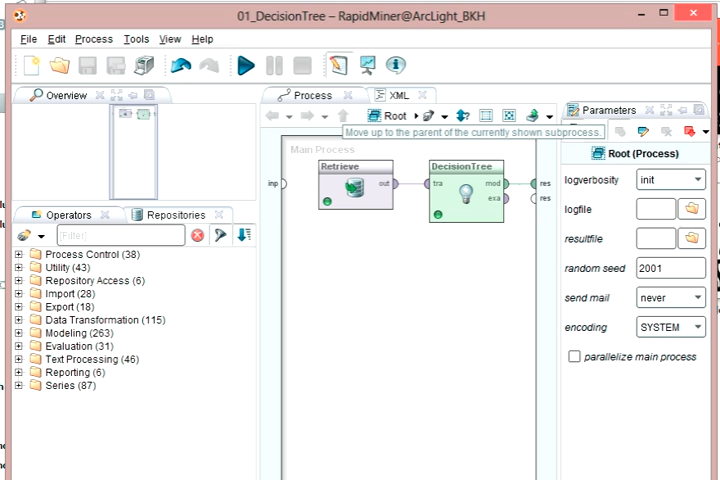 01_DecisionTree – RapidMiner@ArcLight_BKH
File Edit Process Tools View Help
Overview
Process
XML
Parameters
Root
Move up to the parent of the currently shown subprocess.
Root (Process)
Main Process
Retrieve
DecisionTree
inp
out
tra
mod
res
exa
res
logverbosity init
logfile
resultfile
random seed 2001
send mail never
encoding SYSTEM
parallelize main process
Operators
Repositories
[Filter]
Process Control (38)
Utility (43)
Repository Access (6)
Import (28)
Export (18)
Data Transformation (115)
Modeling (263)
Evaluation (31)
Text Processing (46)
Reporting (6)
Series (87)